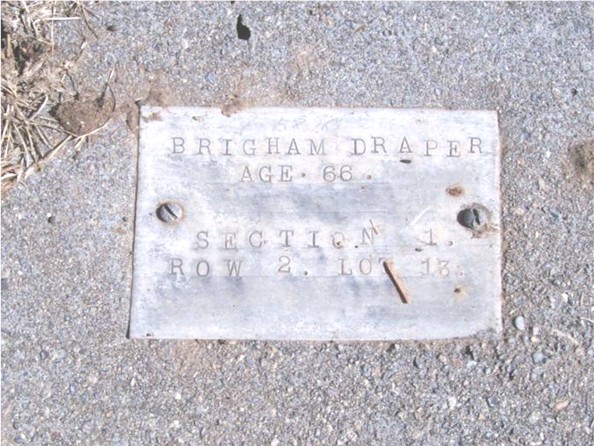 BRIGHAM DRAPER
AGE. 66.
SECTION 1.
ROW 2. LOT 13.